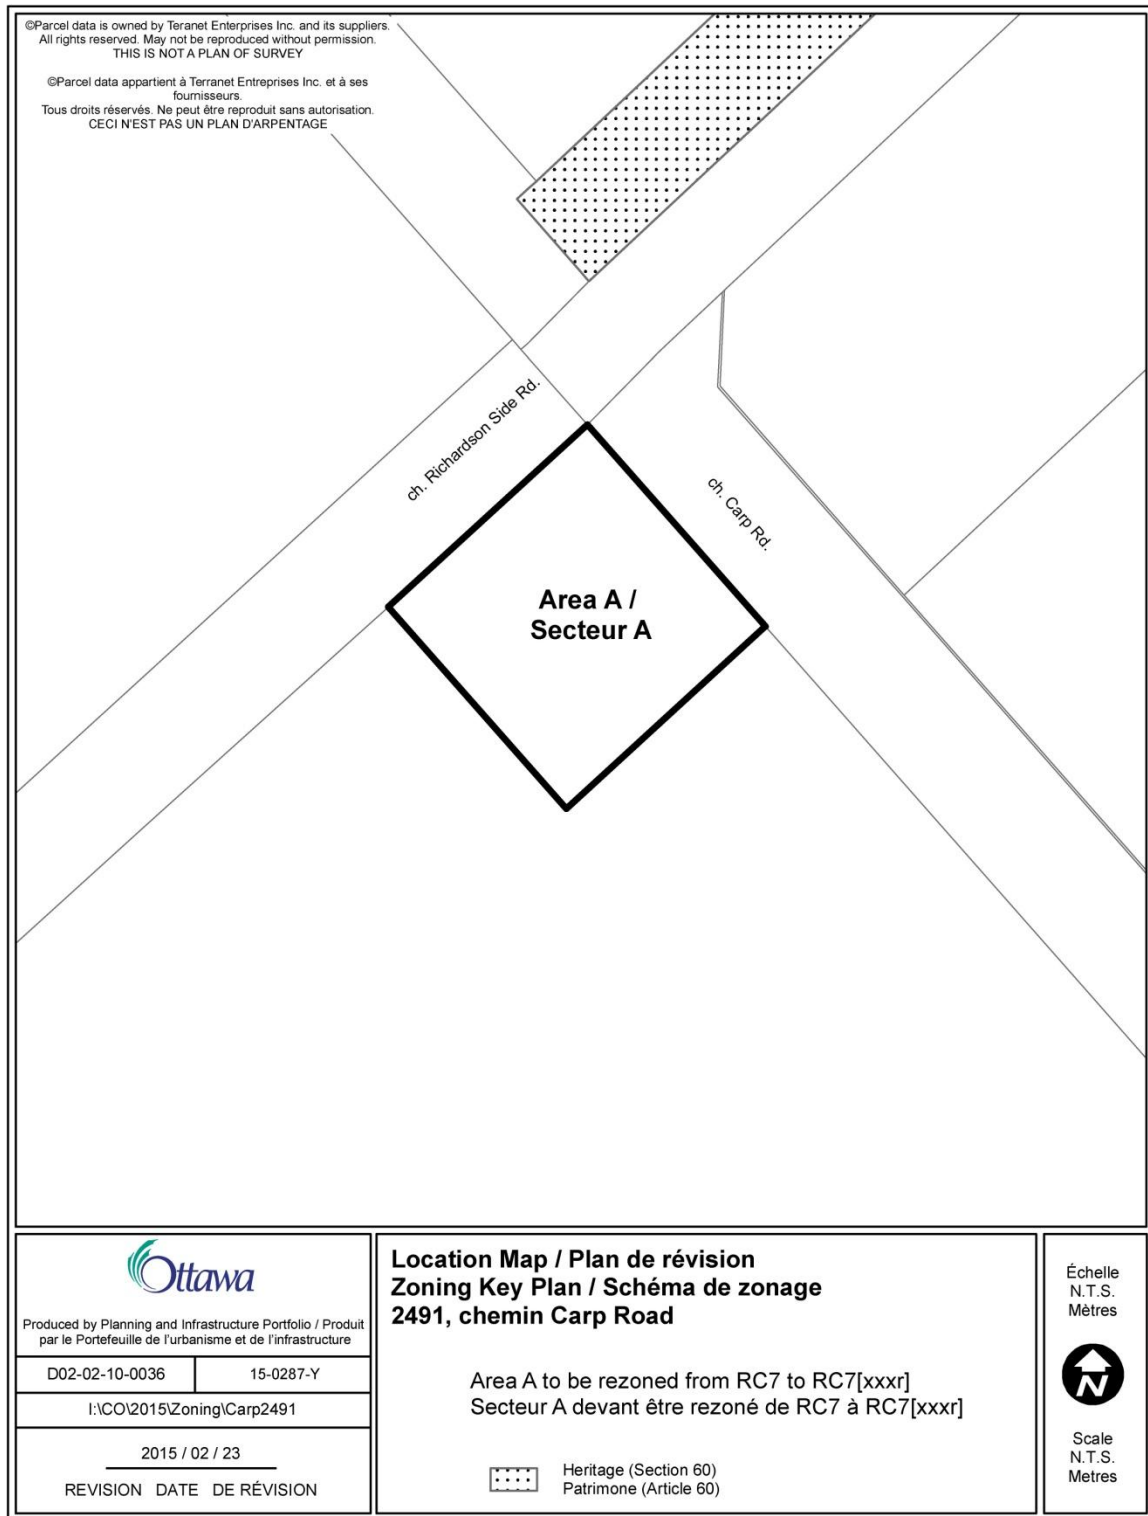 ©Parcel data is owned by Teranet Enterprises Inc. and its suppliers.
All rights reserved. May not be reproduced without permission.
THIS IS NOT A PLAN OF SURVEY
©Parcel data appartient à Terranet Entreprises Inc. et à ses
fournisseurs.
Tous droits réservés. Ne peut être reproduit sans autorisation.
CECI N'EST PAS UN PLAN D'ARPENTAGE
ch. Richardson Side Rd.
ch. Carp Rd.
Area A /
Secteur A
Ottawa
Produced by Planning and Infrastructure Portfolio / Produit
par le Portefeuille de l'urbanisme et de l'infrastructure
D02-02-10-0036
15-0287-Y
I:\CO\2015\Zoning\Carp2491
2015 / 02 / 23
REVISION DATE DE RÉVISION
Location Map / Plan de révision
Zoning Key Plan / Schéma de zonage
2491, chemin Carp Road
Area A to be rezoned from RC7 to RC7[xxxr]
Secteur A devant être rezoné de RC7 à RC7[xxxr]
Heritage (Section 60)
Patrimone (Article 60)
Échelle
N.T.S.
Mètres
N
Scale
N.T.S.
Metres